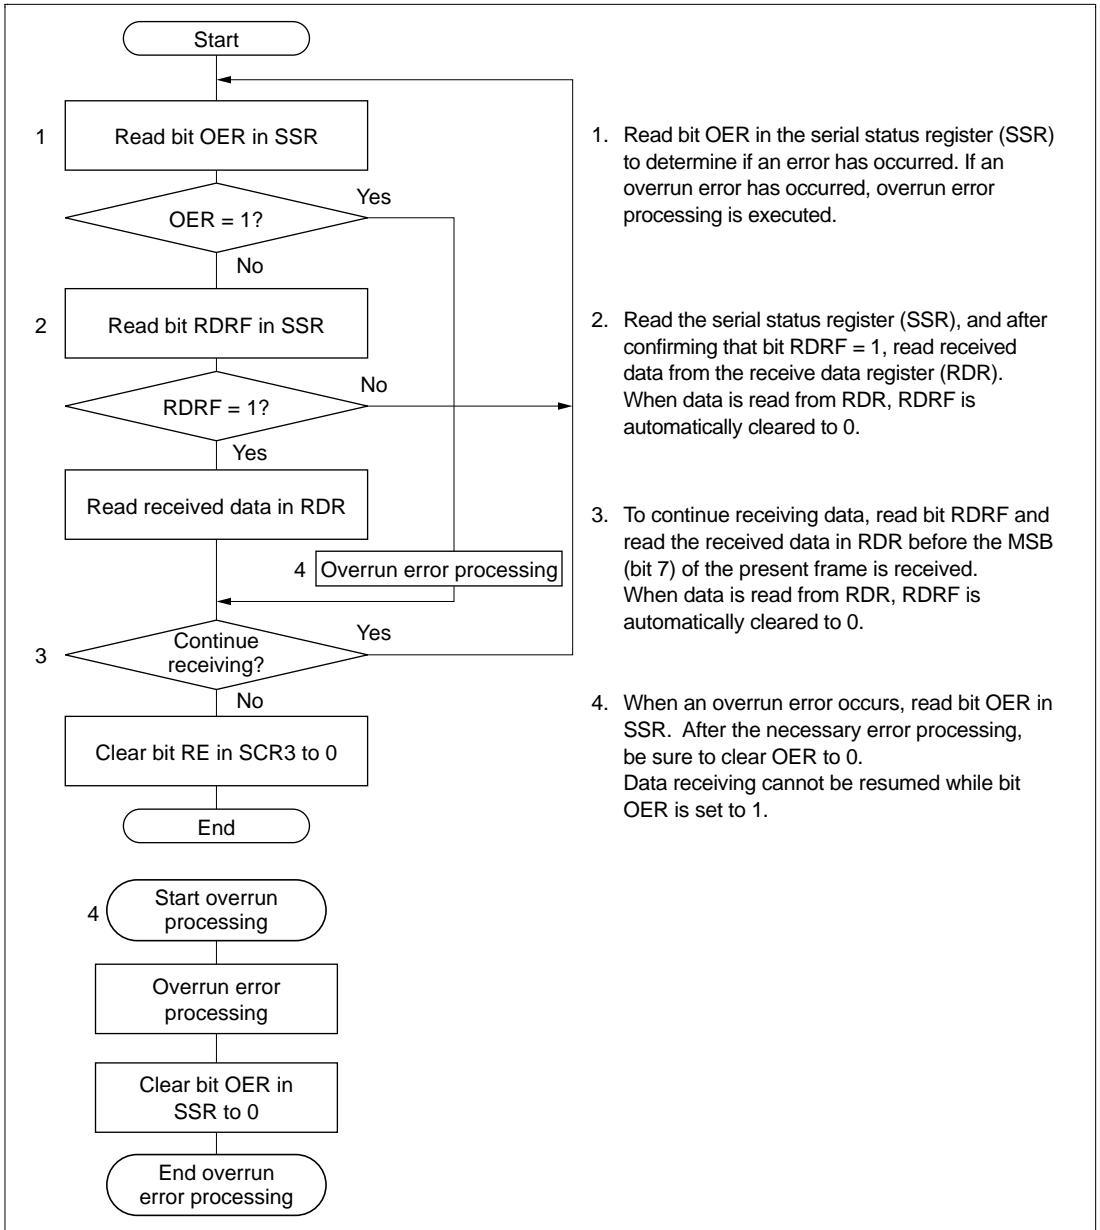 Start
1
Read bit OER in SSR
OER = 1?
Yes
No
2
Read bit RDRF in SSR
RDRF = 1?
No
Yes
Read received data in RDR
4
Overrun error processing
3
Continue
receiving?
Yes
No
Clear bit RE in SCR3 to 0
End
4
Start overrun
processing
Overrun error
processing
Clear bit OER in
SSR to 0
End overrun
error processing
1. Read bit OER in the serial status register (SSR)
to determine if an error has occurred. If an
overrun error has occurred, overrun error
processing is executed.
2. Read the serial status register (SSR), and after
confirming that bit RDRF = 1, read received
data from the receive data register (RDR).
When data is read from RDR, RDRF is
automatically cleared to 0.
3. To continue receiving data, read bit RDRF and
read the received data in RDR before the MSB
(bit 7) of the present frame is received.
When data is read from RDR, RDRF is
automatically cleared to 0.
4. When an overrun error occurs, read bit OER in
SSR. After the necessary error processing,
be sure to clear OER to 0.
Data receiving cannot be resumed while bit
OER is set to 1.